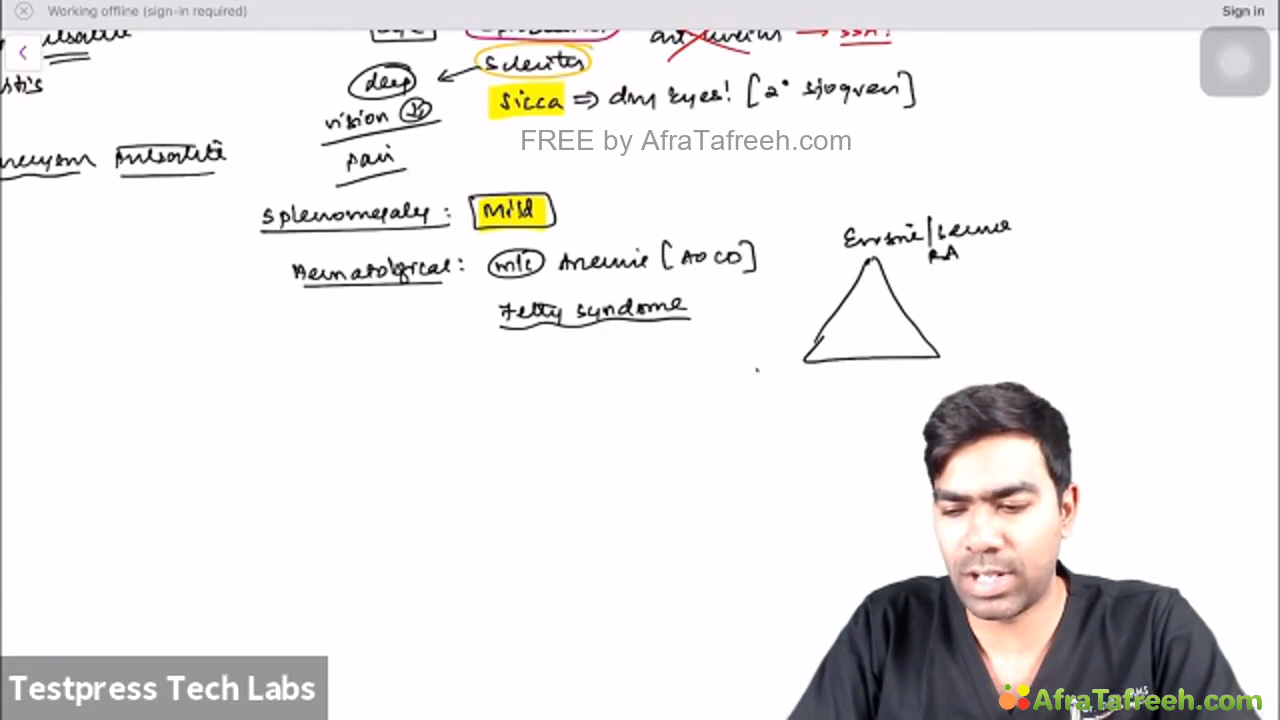 Working offline (sign-in required)
Sign in
scleritis
deep
Sicca ⇒ dry eyes! [2° sjogren]
vision
FREE by AfraTafreeh.com
pain
Splenomegaly : Mild
Hematological : m/c Anemia [AOCD]
Felty syndrome
Erosive/severe
RA
Testpress Tech Labs
AfraTafreeh.com